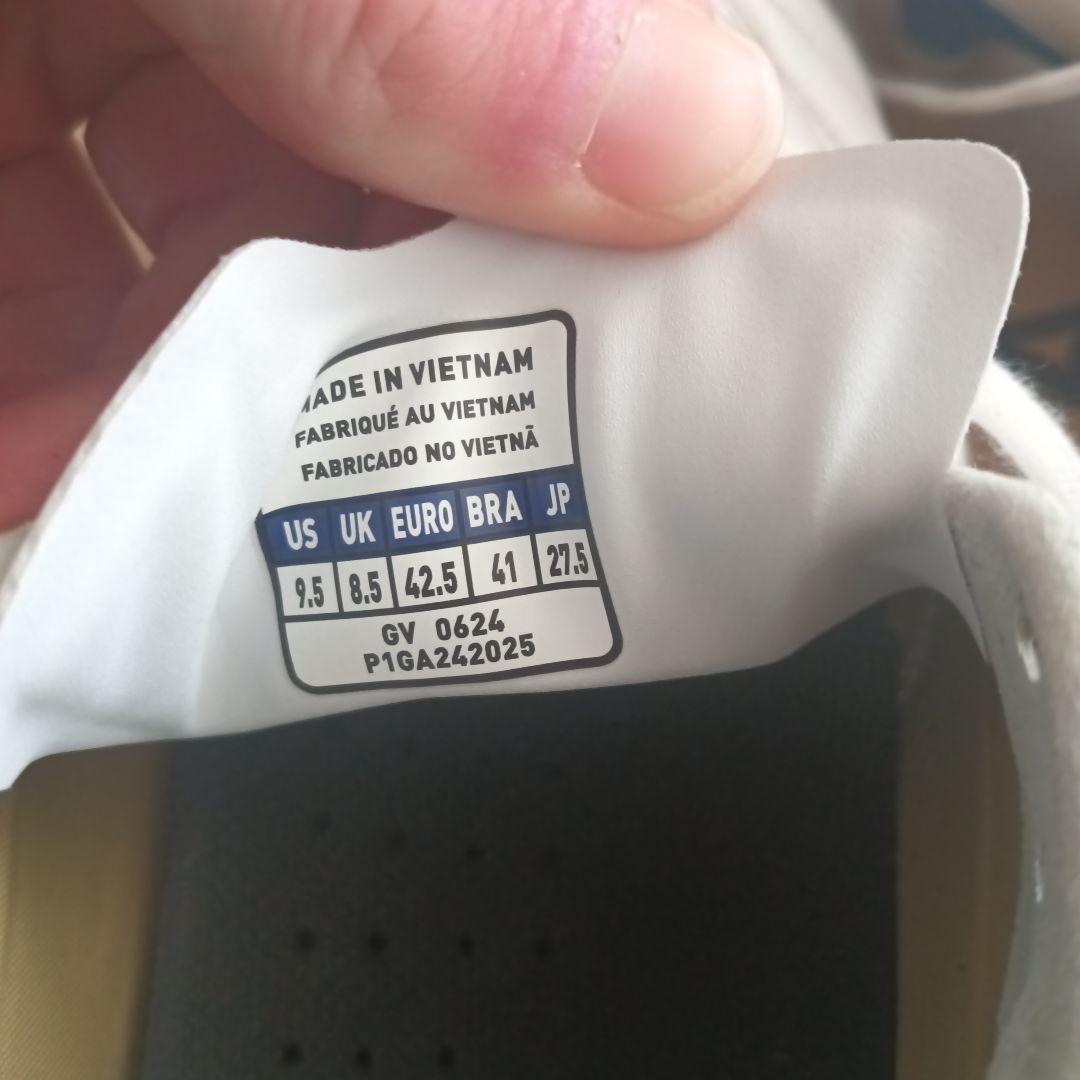 MADE IN VIETNAM
FABRIQUÉ AU VIETNAM
FABRICADO NO VIETNÃ
US UK EURO BRA JP
9.5 8.5 42.5 41 27.5
GV 0624
P1GA242025